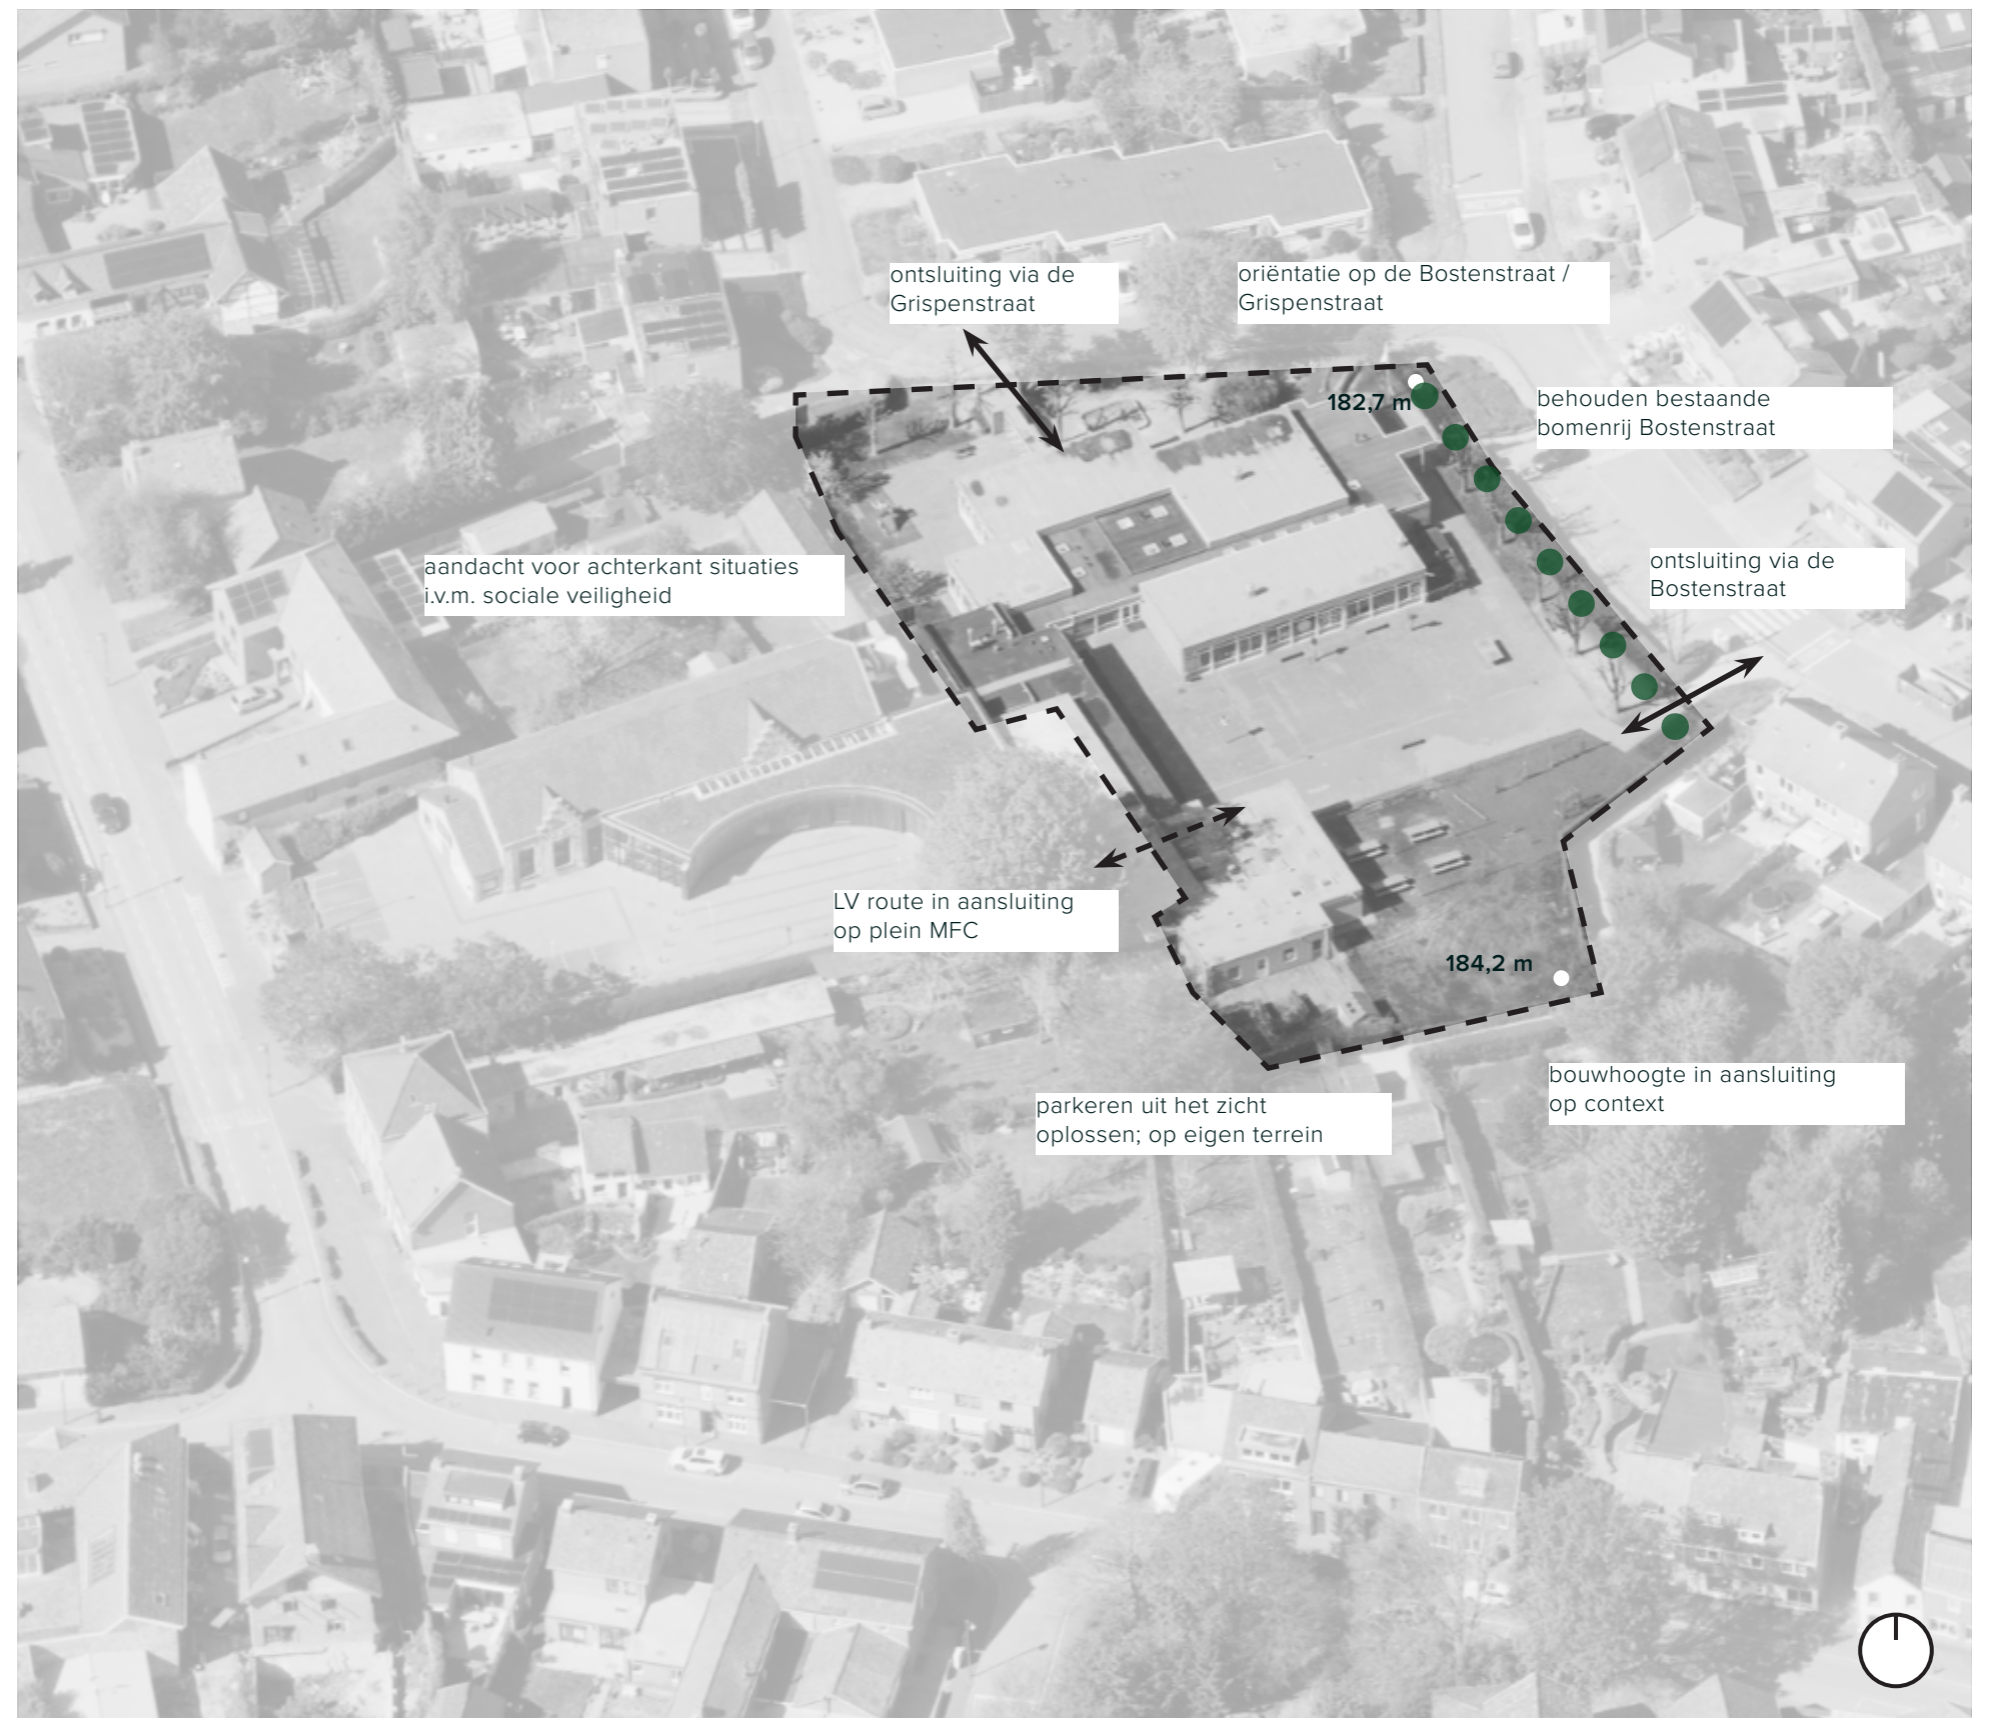 ontsluiting via de
Grispenstraat
oriëntatie op de Bostenstraat /
Grispenstraat
182,7 m
behouden bestaande
bomenrij Bostenstraat
aandacht voor achterkant situaties
i.v.m. sociale veiligheid
ontsluiting via de
Bostenstraat
LV route in aansluiting
op plein MFC
184,2 m
bouwhoogte in aansluiting
op context
parkeren uit het zicht
oplossen; op eigen terrein